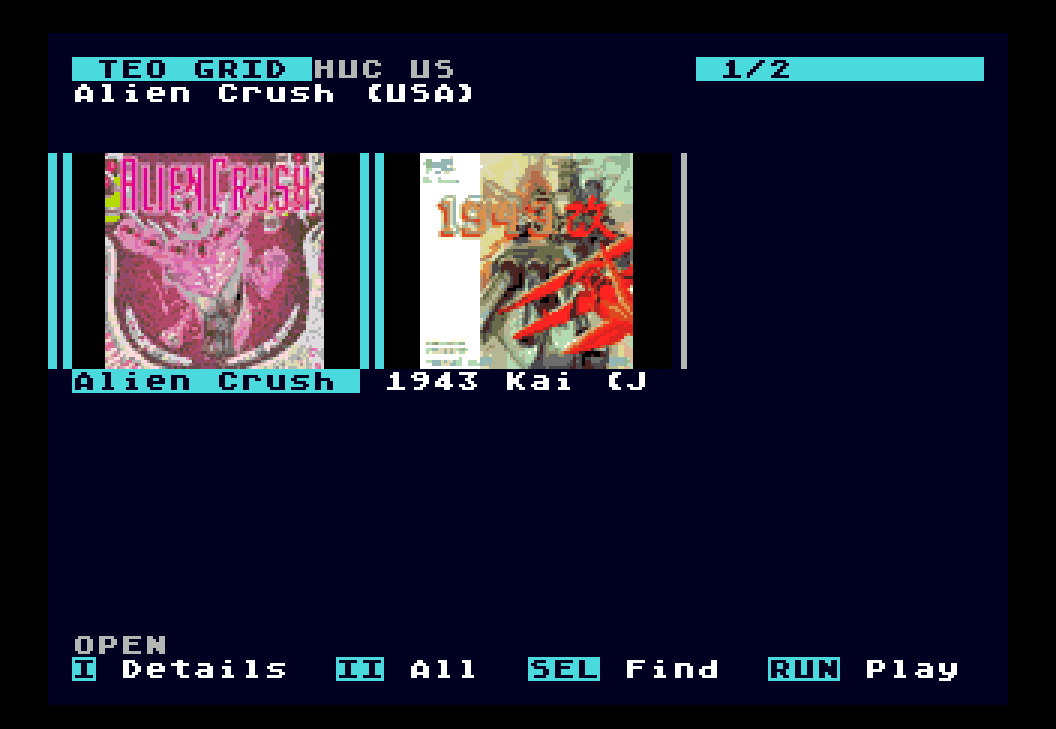 TEO GRID HUC US 1/2
Alien Crush (USA)
ALIEN CRUSH
1943改
Alien Crush 1943 Kai (J
OPEN
I Details II All SEL Find RUN Play